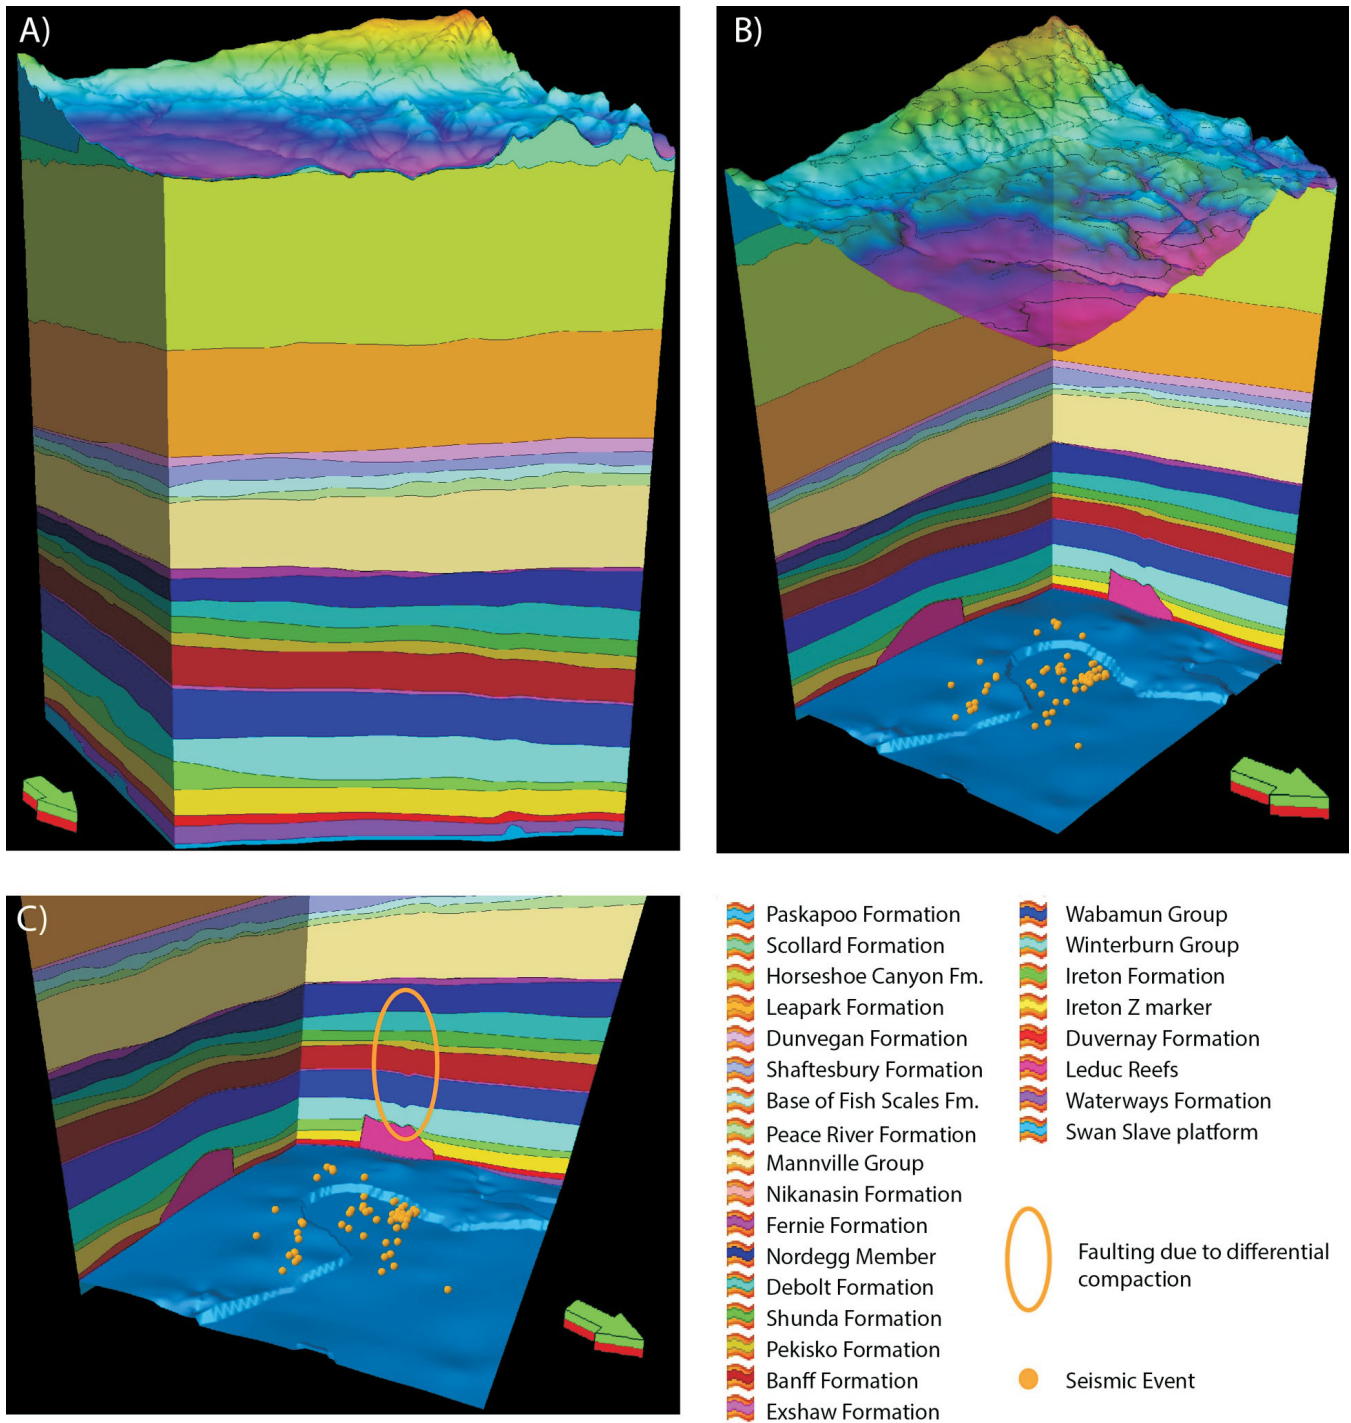 A)
B)
C)
Paskapoo Formation
Scollard Formation
Horseshoe Canyon Fm.
Leapark Formation
Dunvegan Formation
Shaftesbury Formation
Base of Fish Scales Fm.
Peace River Formation
Mannville Group
Nikanasin Formation
Fernie Formation
Nordegg Member
Debolt Formation
Shunda Formation
Pekisko Formation
Banff Formation
Exshaw Formation
Wabamun Group
Winterburn Group
Ireton Formation
Ireton Z marker
Duvernay Formation
Leduc Reefs
Waterways Formation
Swan Slave platform
Faulting due to differential
compaction
Seismic Event